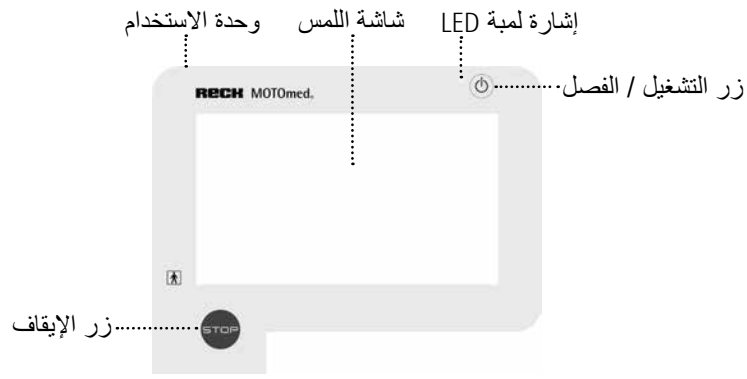 إشارة لمبة LED
شاشة اللمس
وحدة الاستخدام
زر التشغيل / الفصل
RECK MOTOmed.
زر الإيقاف
STOP